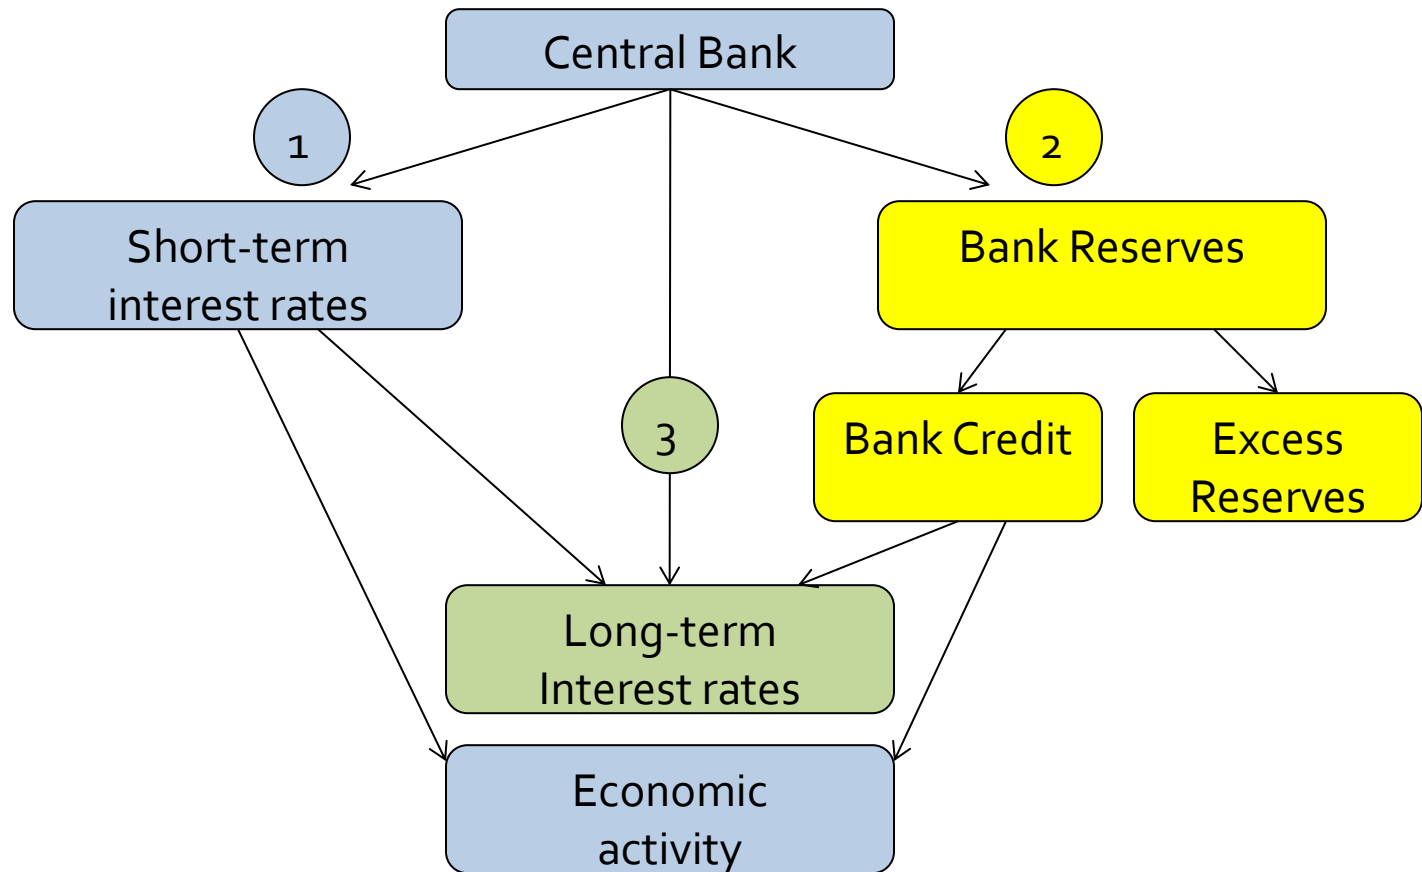 Central Bank
1
2
Short-term
interest rates
Bank Reserves
3
Bank Credit
Excess
Reserves
Long-term
Interest rates
Economic
activity